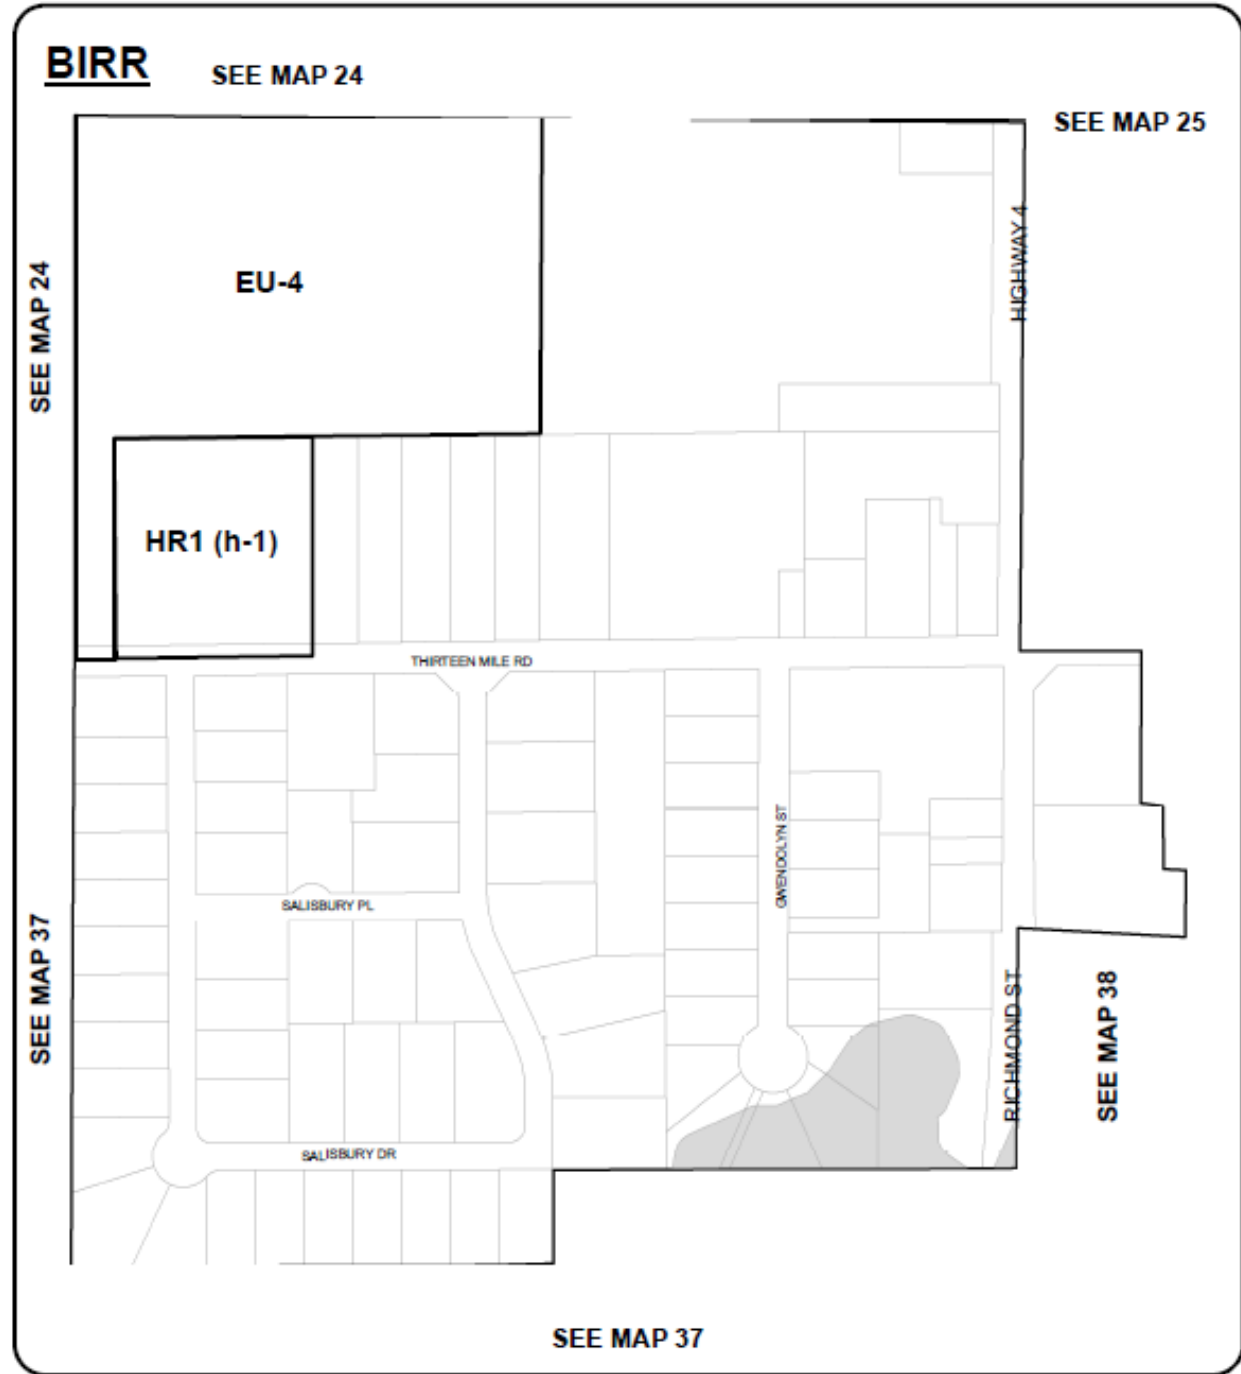 BIRR
SEE MAP 24
SEE MAP 25
HIGHWAY 4
SEE MAP 24
EU-4
HR1 (h-1)
THIRTEEN MILE RD
GWENDOLYN ST
SALISBURY PL
SEE MAP 37
RICHMOND ST
SEE MAP 38
SALISBURY DR
SEE MAP 37